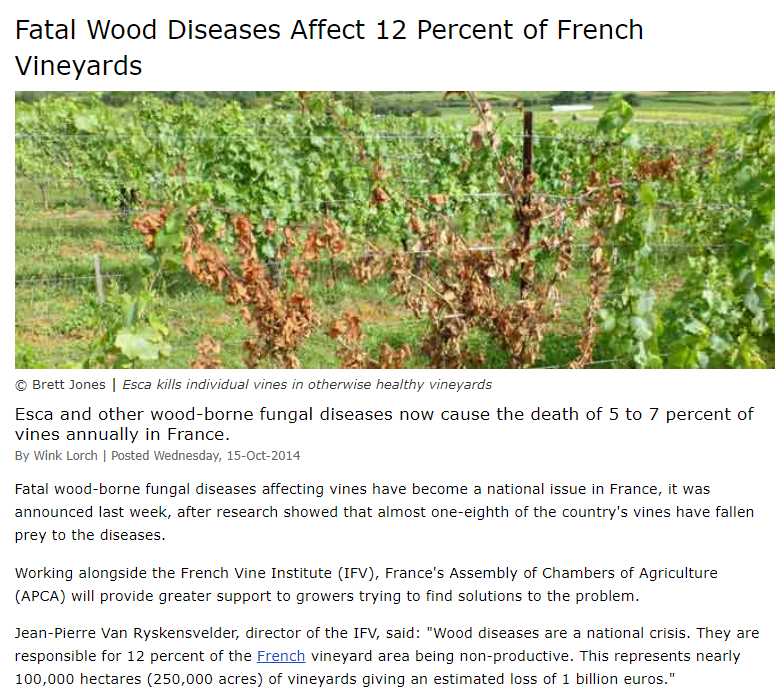 Fatal Wood Diseases Affect 12 Percent of French
Vineyards
© Brett Jones | Esca kills individual vines in otherwise healthy vineyards
Esca and other wood-borne fungal diseases now cause the death of 5 to 7 percent of
vines annually in France.
By Wink Lorch | Posted Wednesday, 15-Oct-2014
Fatal wood-borne fungal diseases affecting vines have become a national issue in France, it was
announced last week, after research showed that almost one-eighth of the country's vines have fallen
prey to the diseases.
Working alongside the French Vine Institute (IFV), France's Assembly of Chambers of Agriculture
(APCA) will provide greater support to growers trying to find solutions to the problem.
Jean-Pierre Van Ryskensvelder, director of the IFV, said: "Wood diseases are a national crisis. They are
responsible for 12 percent of the French vineyard area being non-productive. This represents nearly
100,000 hectares (250,000 acres) of vineyards giving an estimated loss of 1 billion euros."